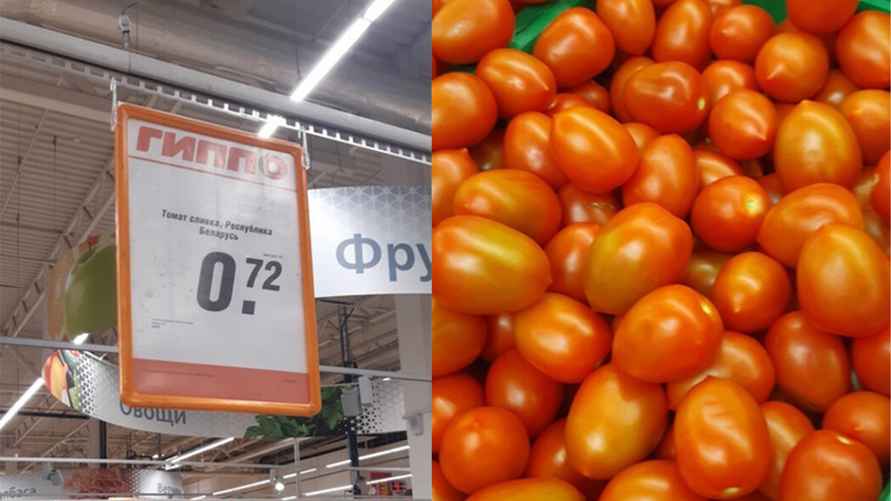 ГИППО
Томат сливка, Республика
Беларусь
0.72
Фру
Овощи